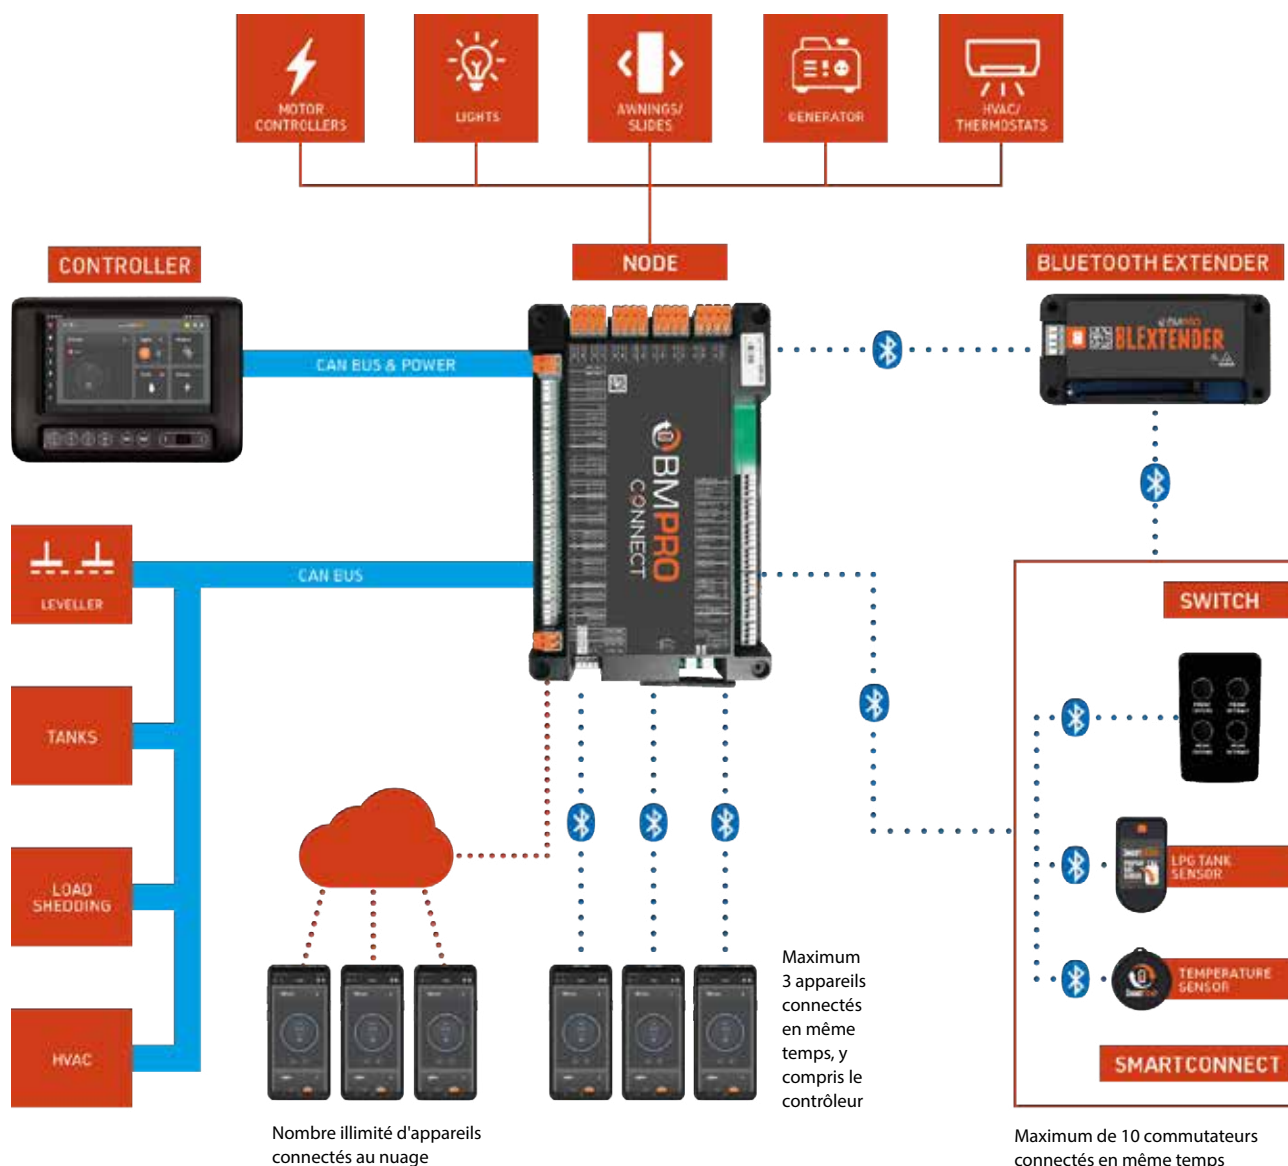 MOTOR
CONTROLLERS
LIGHTS
AWNINGS/
SLIDES
GENERATOR
HVAC/
THERMOSTATS
CONTROLLER
NODE
BLUETOOTH EXTENDER
CAN BUS & POWER
BMPRO
CONNECT
BMPRO
BLEXTENDER
LEVELLER
CAN BUS
TANKS
LOAD
SHEDDING
HVAC
SWITCH
LPG TANK
SENSOR
TEMPERATURE
SENSOR
SMARTCONNECT
Maximum
3 appareils
connectés
en même
temps, y
compris le
contrôleur
Nombre illimité d'appareils
connectés au nuage
Maximum de 10 commutateurs
connectés en même temps